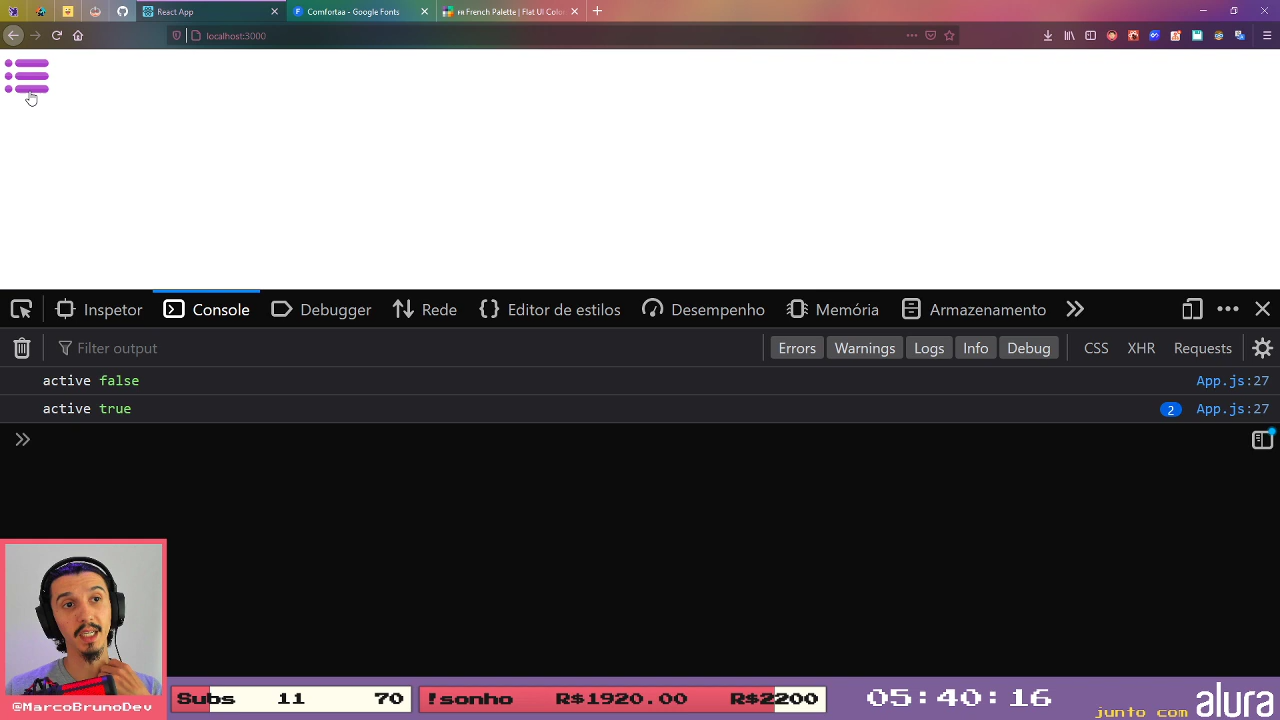 React App
Comfortaa - Google Fonts
FR French Palette | Flat UI Color
localhost:3000
Inspetor
Console
Debugger
Rede
Editor de estilos
Desempenho
Memória
Armazenamento
Filter output
Errors
Warnings
Logs
Info
Debug
CSS
XHR
Requests
active false
App.js:27
active true
2
App.js:27
@MarcoBrunoDev
Subs 11 70
!sonho R$1920.00 R$2200
05:40:16
junto com alura